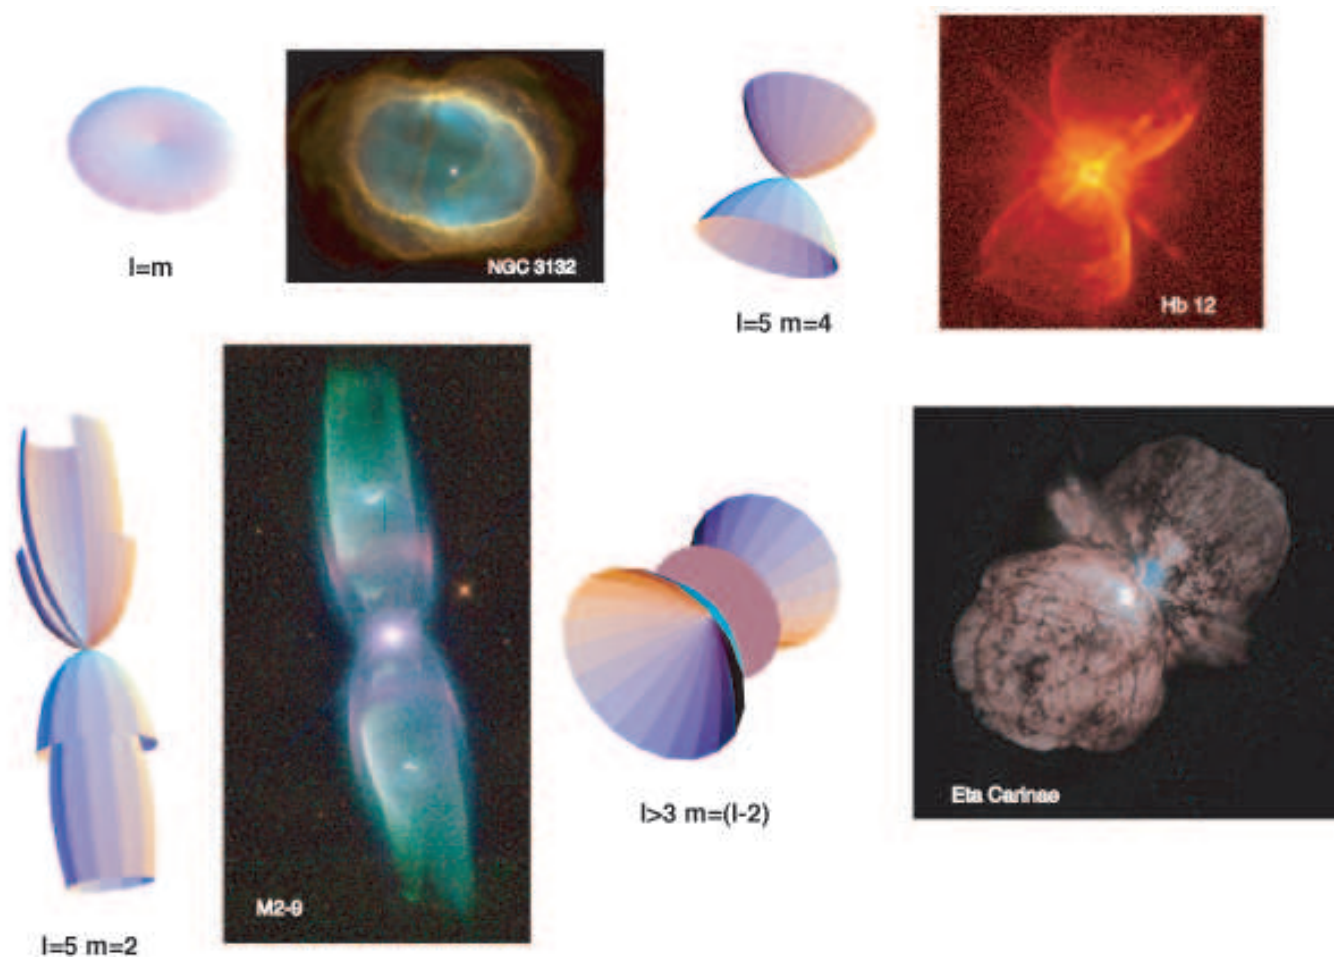 l=m
NGC 3132
l=5 m=4
Hb 12
l=5 m=2
M2-9
l>3 m=(l-2)
Eta Carinae